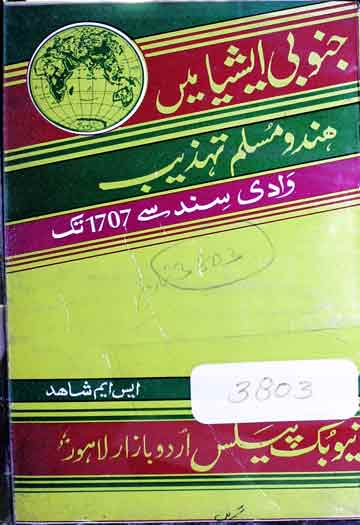 جنوبی ایشیا میں
ہندو مسلم تہذیب
وادی سندھ سے 1707 تک
3803
ایس ایم شاہد
3803
نیو بک پیلس اردو بازار لاہور